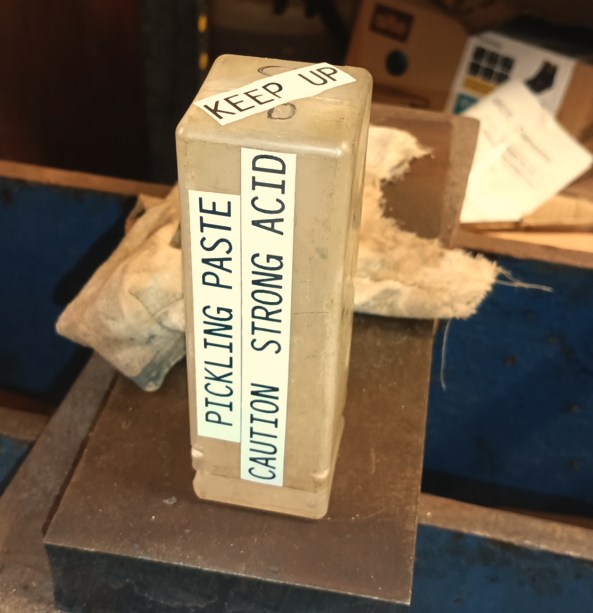 KEEP UP
PICKLING PASTE
CAUTION STRONG ACID